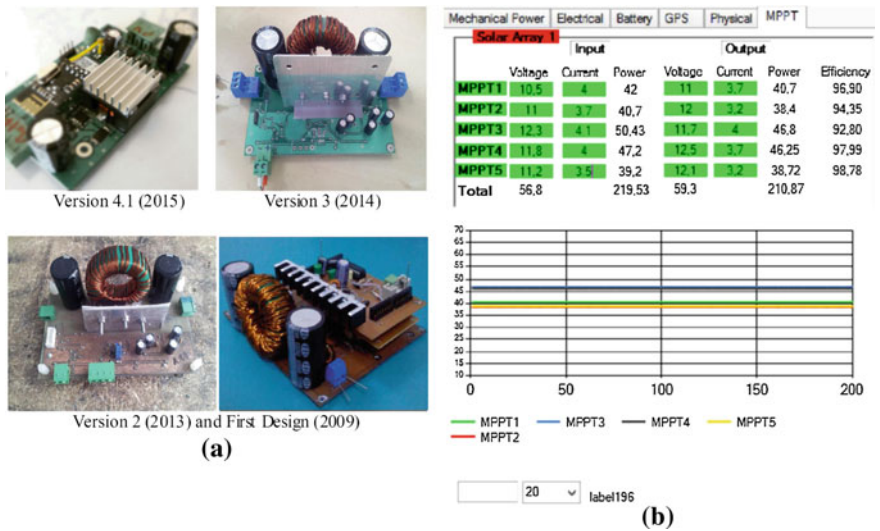 Version 4.1 (2015)
Version 3 (2014)
Version 2 (2013) and First Design (2009)
(a)
Mechanical Power Electrical Battery GPS Physical MPPT
Solar Array 1
Input Output
Voltage Current Power Voltage Current Power Efficiency
MPPT1 10,5 4 42 11 3,7 40,7 96,90
MPPT2 11 3,7 40,7 12 3,2 38,4 94,35
MPPT3 12,3 4,1 50,43 11,7 4 46,8 92,80
MPPT4 11,8 4 47,2 12,5 3,7 46,25 97,99
MPPT5 11,2 3,5 39,2 12,1 3,2 38,72 98,78
Total 56,8 219,53 59,3 210,87
70
65
60
55
50
45
40
35
30
25
20
15
10
0 50 100 150 200
MPPT1 MPPT3 MPPT4 MPPT5
MPPT2
20 label196
(b)